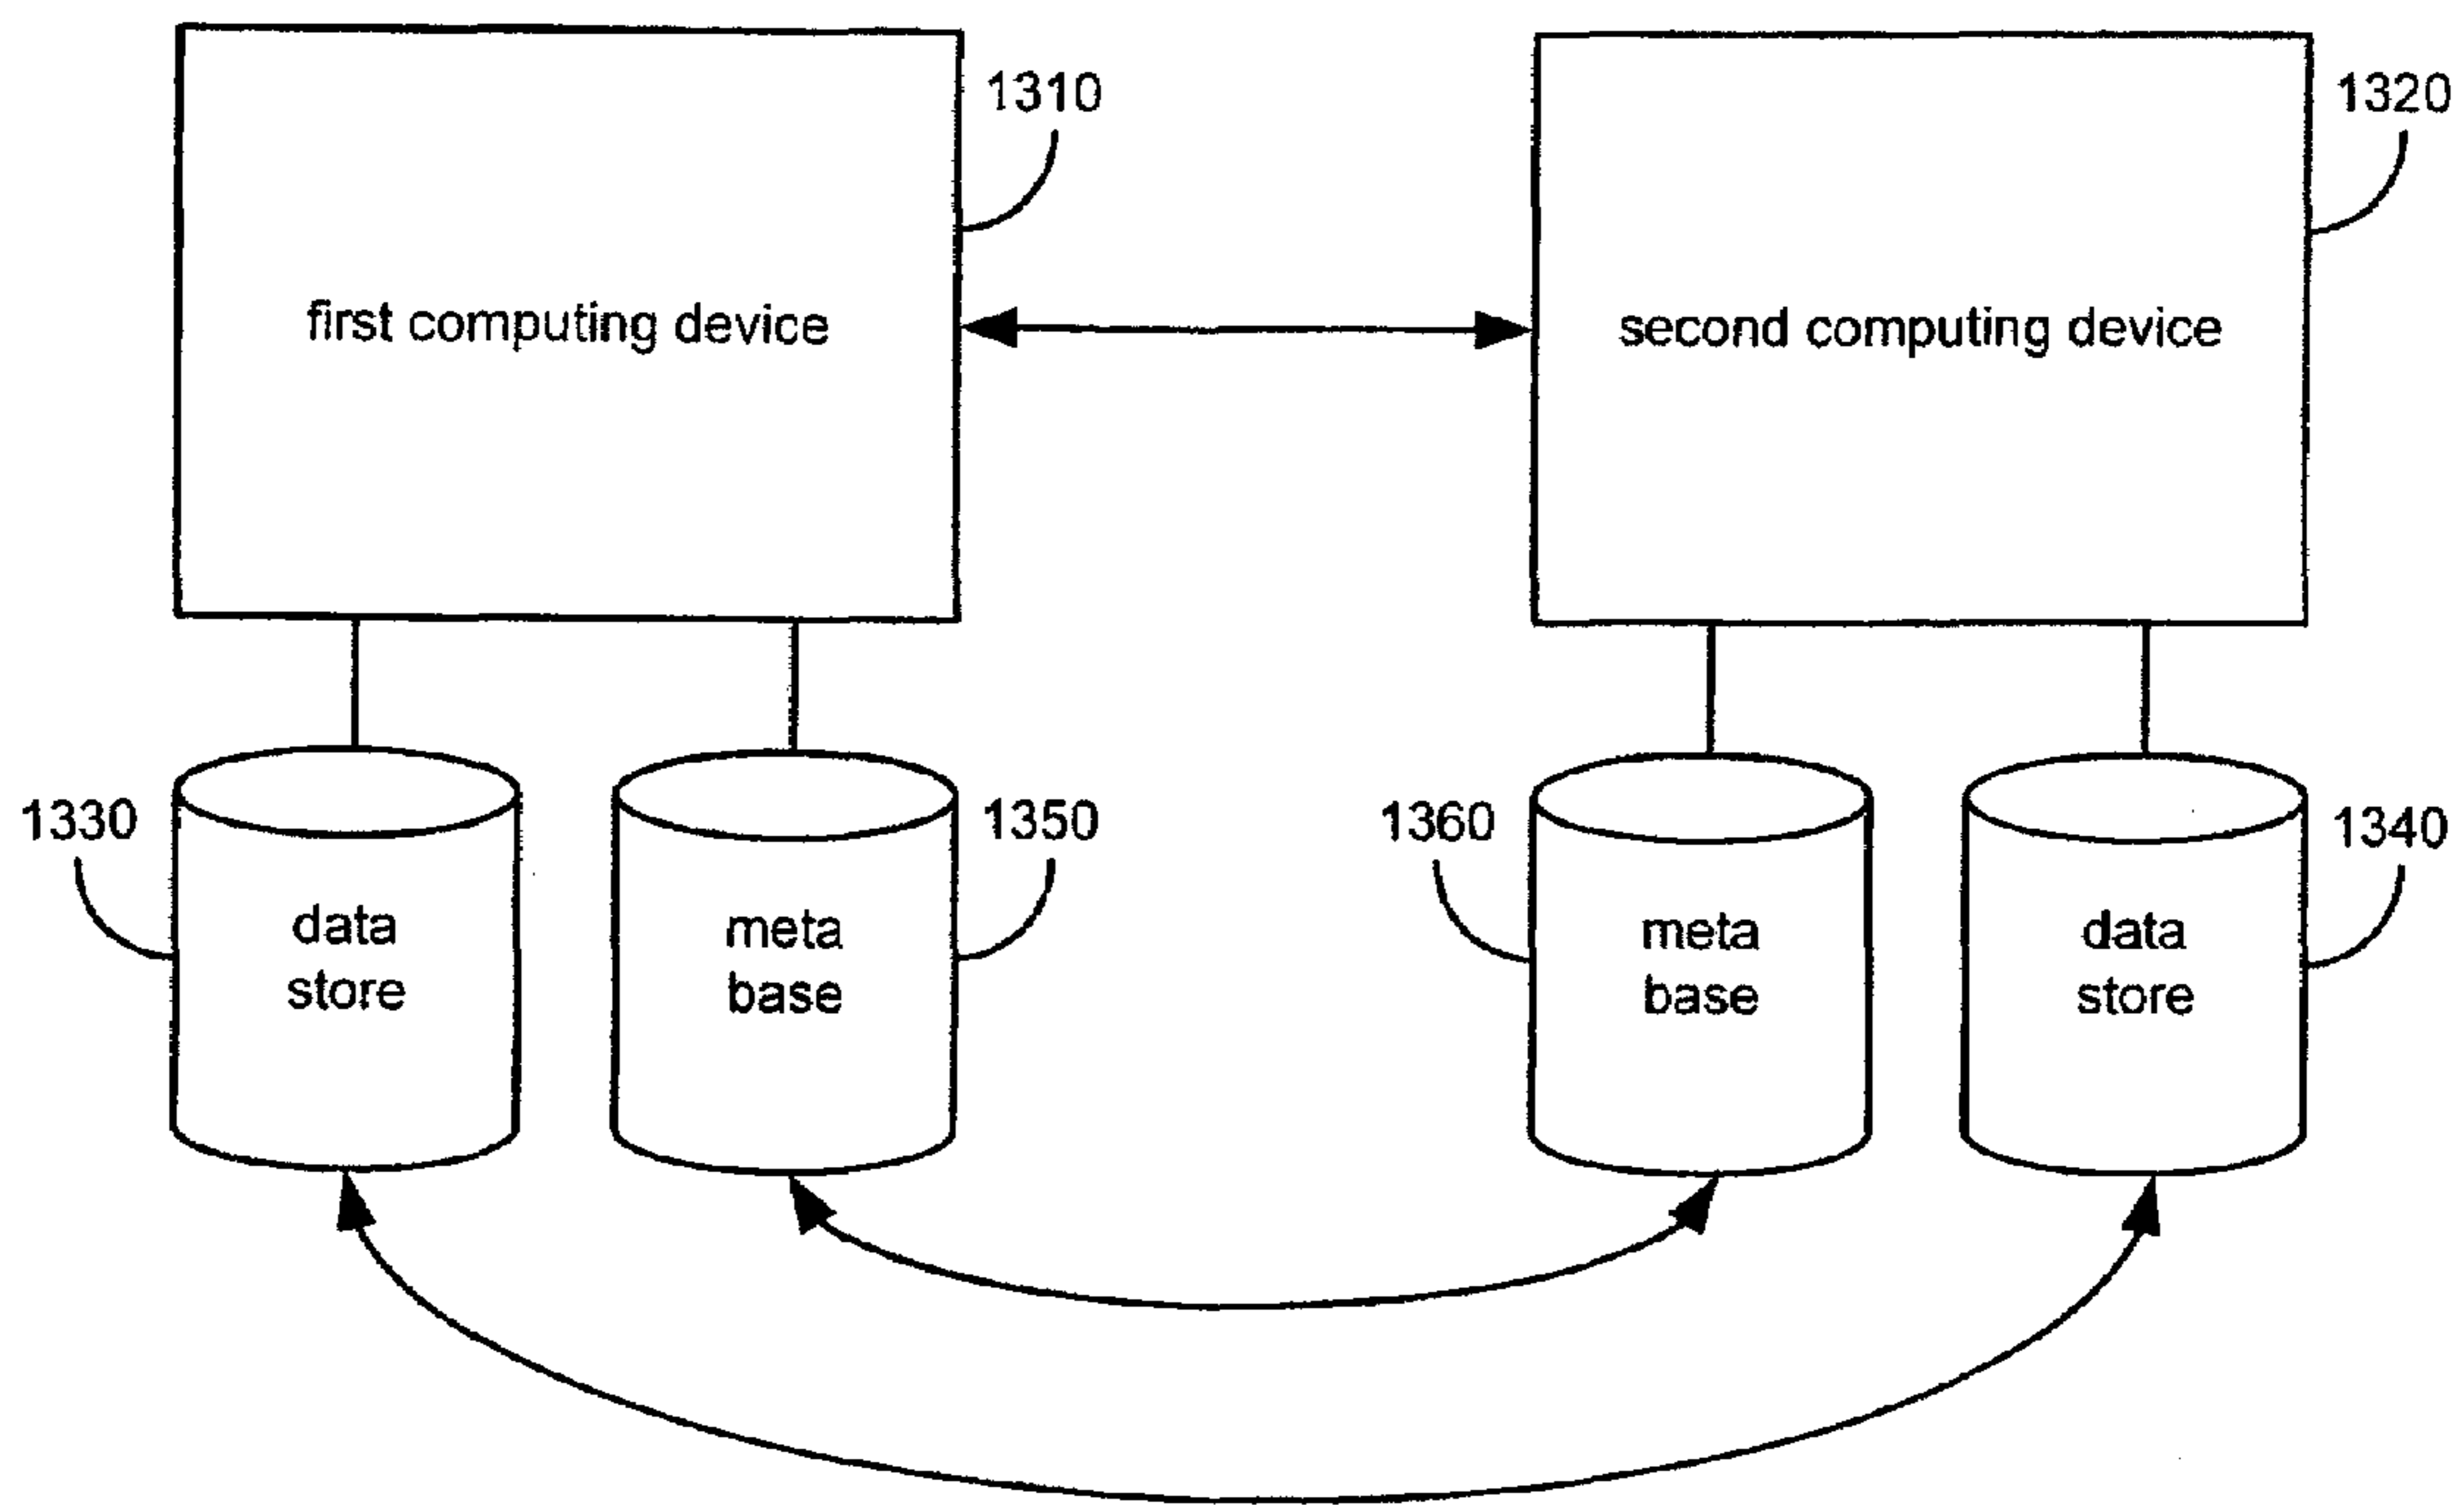 1310
1320
first computing device
second computing device
1330
1350
1360
1340
data
store
meta
base
meta
base
data
store